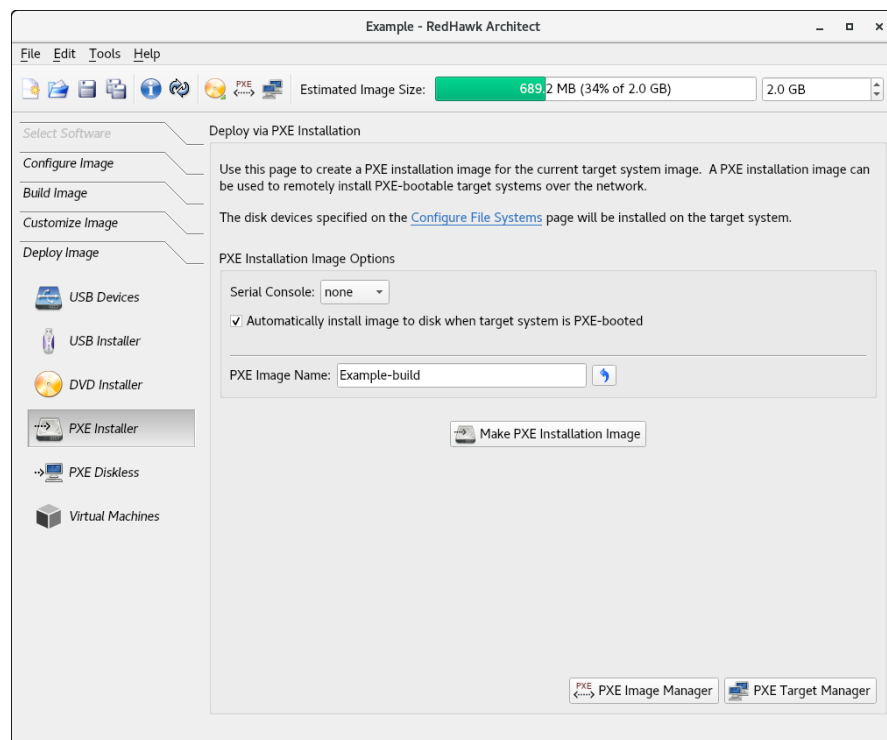 Example - RedHawk Architect
File Edit Tools Help
PXE
Estimated Image Size: 689.2 MB (34% of 2.0 GB) 2.0 GB
Select Software
Configure Image
Build Image
Customize Image
Deploy Image
USB Devices
USB Installer
DVD Installer
PXE Installer
PXE Diskless
Virtual Machines
Deploy via PXE Installation
Use this page to create a PXE installation image for the current target system image. A PXE installation image can
be used to remotely install PXE-bootable target systems over the network.
The disk devices specified on the Configure File Systems page will be installed on the target system.
PXE Installation Image Options
Serial Console: none
Automatically install image to disk when target system is PXE-booted
PXE Image Name: Example-build
Make PXE Installation Image
PXE PXE Image Manager
PXE Target Manager